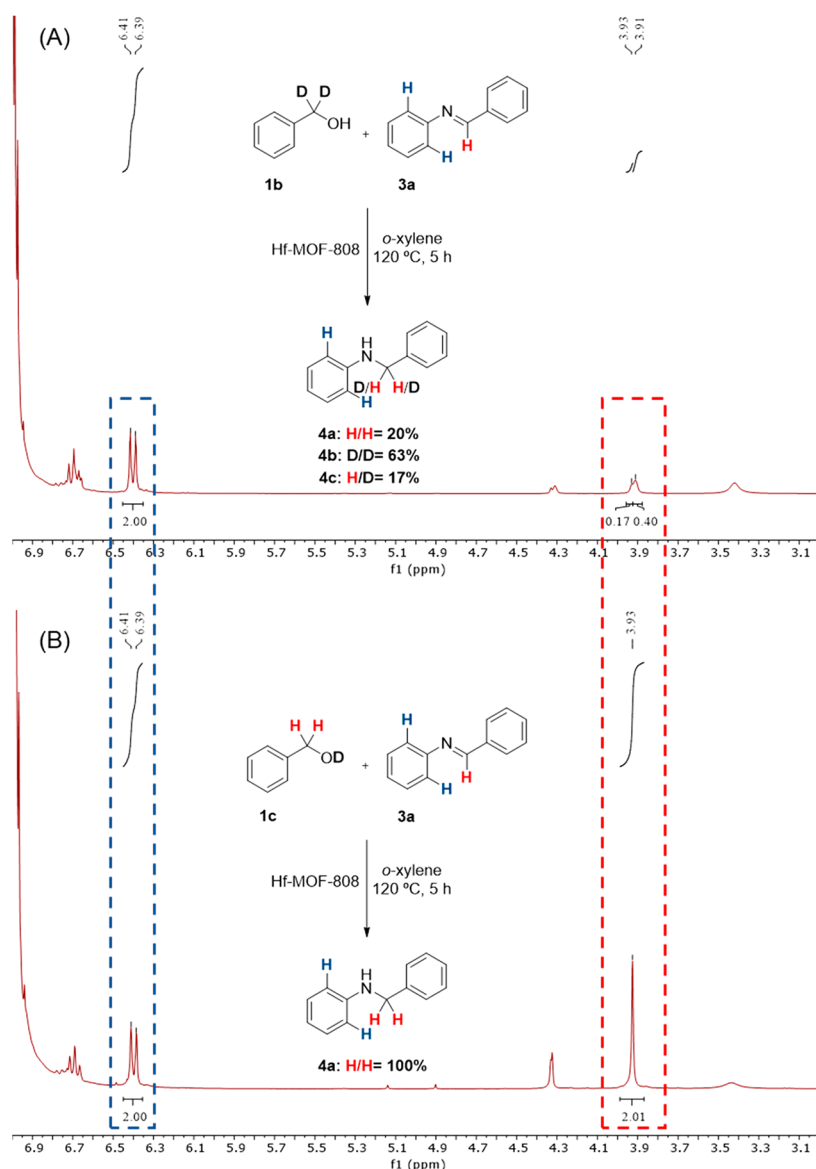 (A)
6.41
6.39
3.93
3.91
D D
OH
+
H
N
H
H
1b
3a
Hf-MOF-808
o-xylene
120 ºC, 5 h
H
H
N
D/H H/D
H
4a: H/H= 20%
4b: D/D= 63%
4c: H/D= 17%
2.00
0.17 0.40
6.9 6.7 6.5 6.3 6.1 5.9 5.7 5.5 5.3 5.1 4.9 4.7 4.5 4.3 4.1 3.9 3.7 3.5 3.3 3.1
f1 (ppm)
(B)
6.41
6.39
3.93
H H
OD
+
H
N
H
H
1c
3a
Hf-MOF-808
o-xylene
120 ºC, 5 h
H
H
N
H H
H
4a: H/H= 100%
2.00
2.01
6.9 6.7 6.5 6.3 6.1 5.9 5.7 5.5 5.3 5.1 4.9 4.7 4.5 4.3 4.1 3.9 3.7 3.5 3.3 3.1
f1 (ppm)